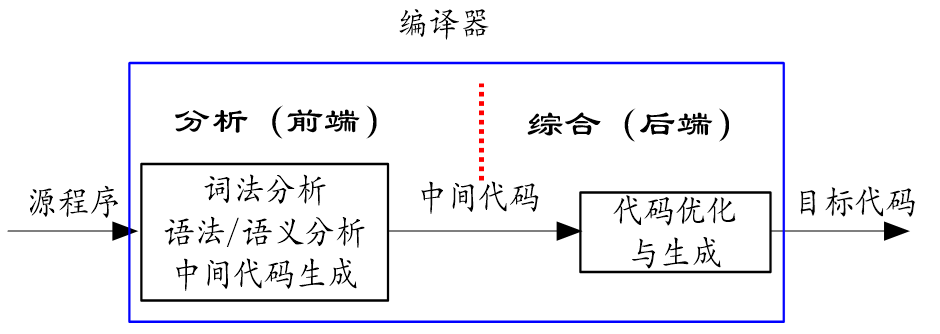 编译器
分析（前端）
综合（后端）
源程序
词法分析
语法/语义分析
中间代码生成
中间代码
代码优化
与生成
目标代码